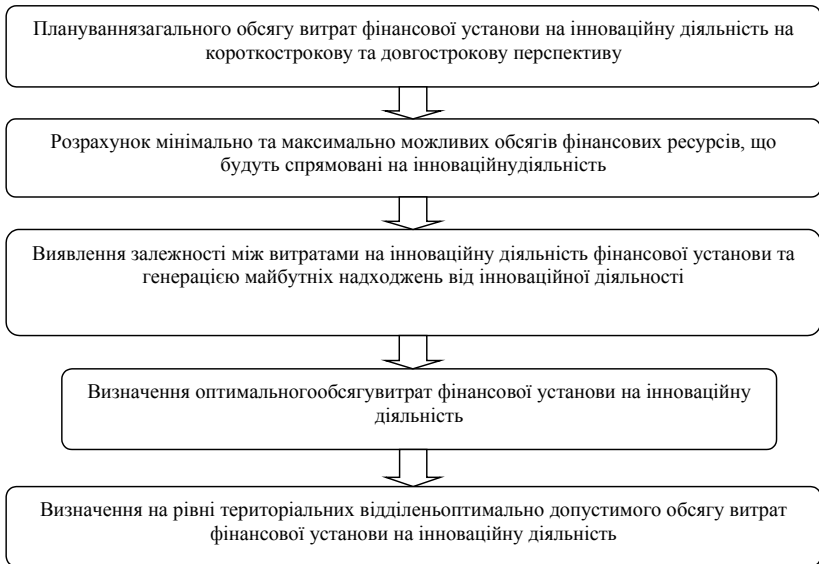 Плануваннязагального обсягу витрат фінансової установи на інноваційну діяльність на
короткострокову та довгострокову перспективу
Розрахунок мінімально та максимально можливих обсягів фінансових ресурсів, що
будуть спрямовані на інноваційнудіяльність
Виявлення залежності між витратами на інноваційну діяльність фінансової установи та
генерацією майбутніх надходжень від інноваційної діяльності
Визначення оптимальногообсягувитрат фінансової установи на інноваційну
діяльність
Визначення на рівні територіальних відділеньоптимально допустимого обсягу витрат
фінансової установи на інноваційну діяльність